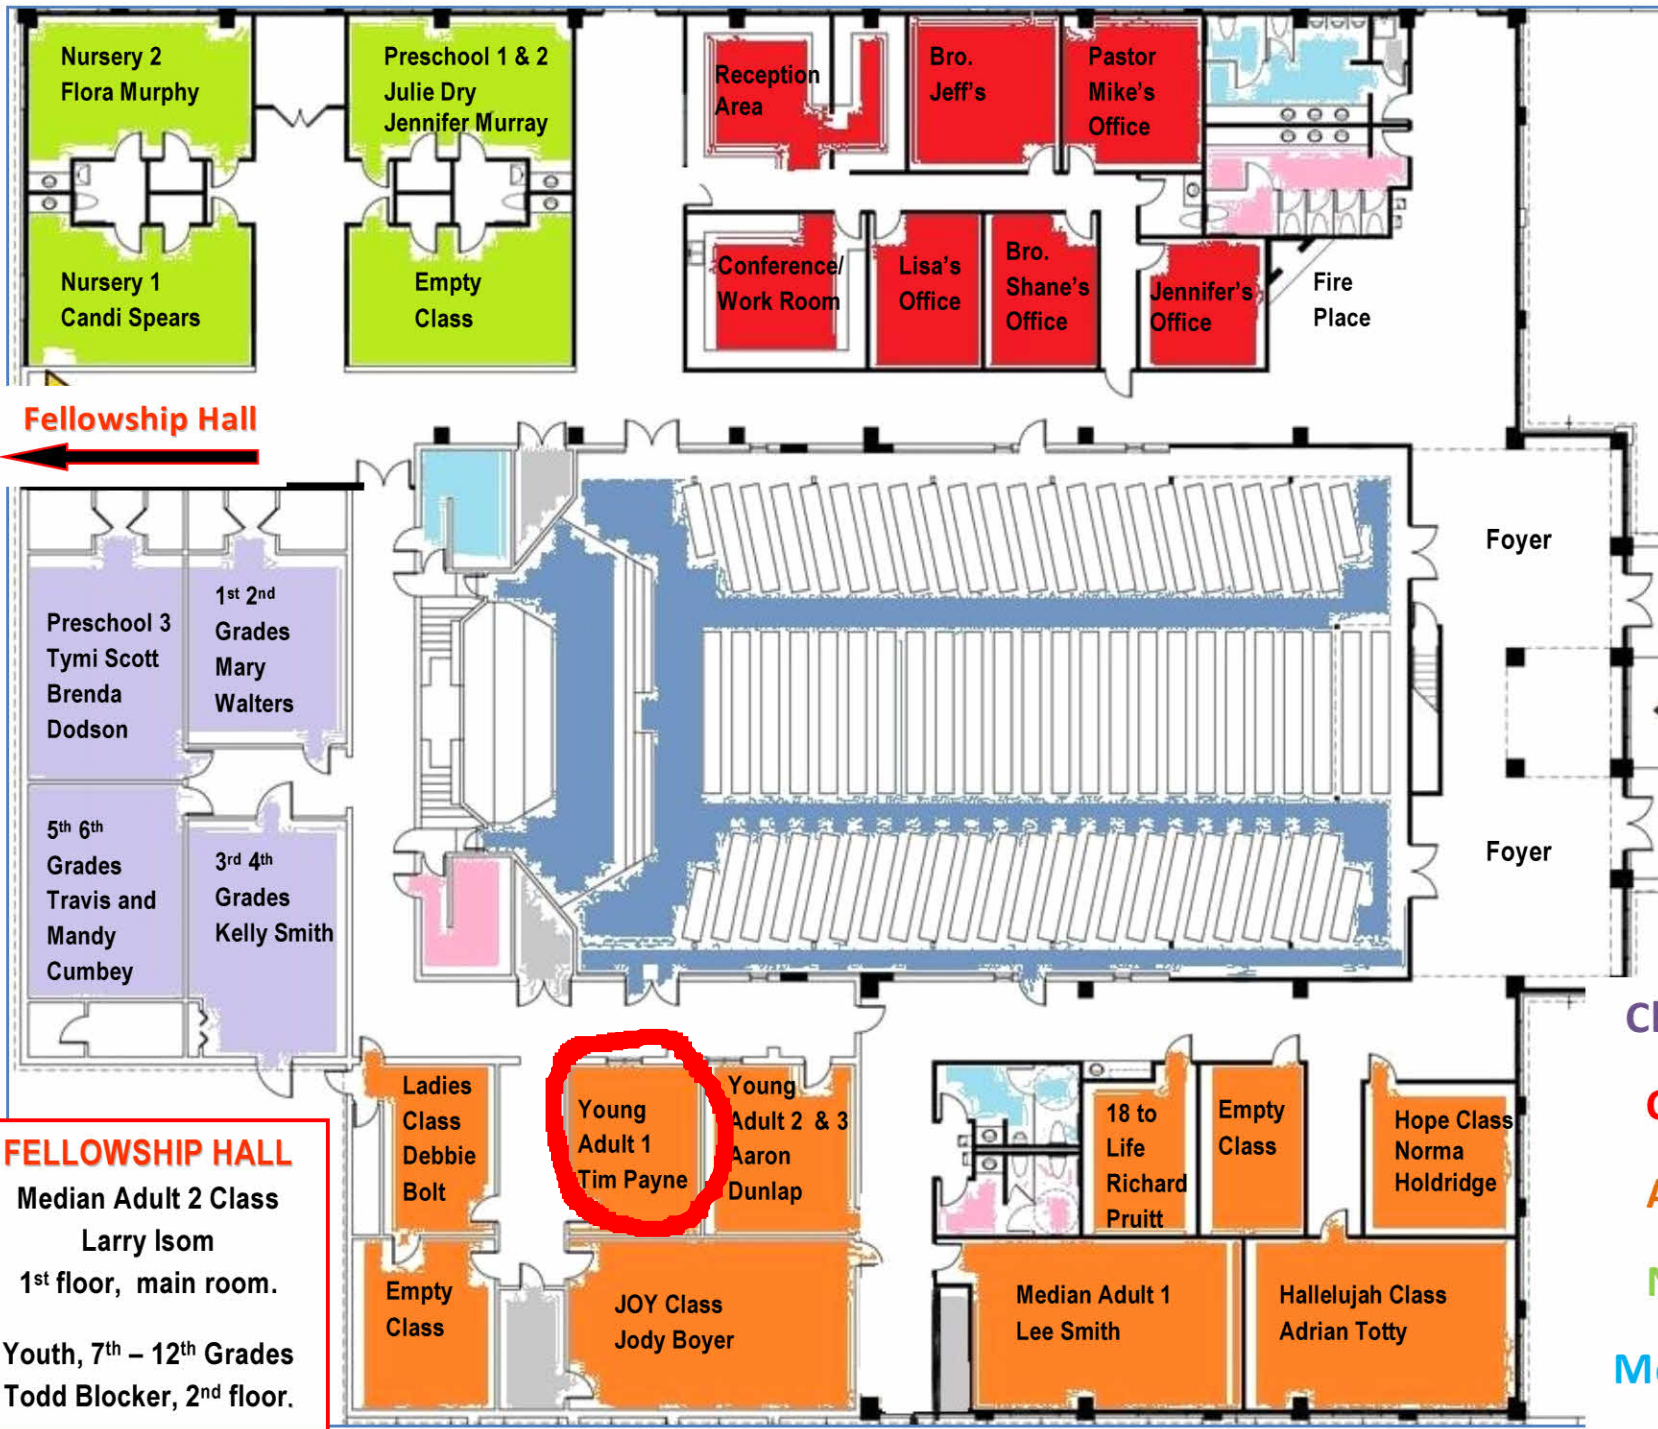 Nursery 2
Flora Murphy
Preschool 1 & 2
Julie Dry
Jennifer Murray
Reception
Area
Bro.
Jeff's
Pastor
Mike's
Office
Nursery 1
Candi Spears
Empty
Class
Conference/
Work Room
Lisa's
Office
Bro.
Shane's
Office
Jennifer's
Office
Fire
Place
Fellowship Hall
Foyer
Preschool 3
Tymi Scott
Brenda
Dodson
1st 2nd
Grades
Mary
Walters
5th 6th
Grades
Travis and
Mandy
Cumbey
3rd 4th
Grades
Kelly Smith
Foyer
Ladies
Class
Debbie
Bolt
Young
Adult 1
Tim Payne
Young
Adult 2 & 3
Aaron
Dunlap
18 to
Life
Richard
Pruitt
Empty
Class
Hope Class
Norma
Holdridge
FELLOWSHIP HALL
Median Adult 2 Class
Larry Isom
1st floor, main room.
Youth, 7th – 12th Grades
Todd Blocker, 2nd floor.
Empty
Class
JOY Class
Jody Boyer
Median Adult 1
Lee Smith
Hallelujah Class
Adrian Totty